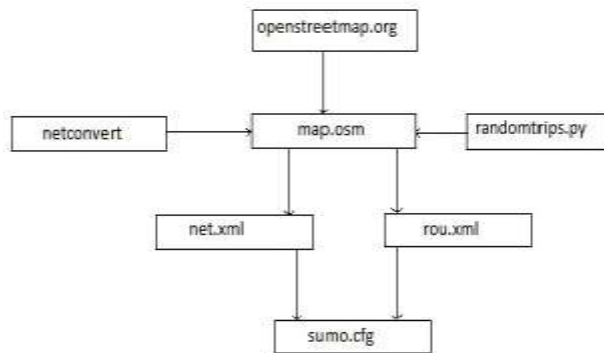 openstreetmap.org
netconvert
map.osm
randomtrips.py
net.xml
rou.xml
sumo.cfg